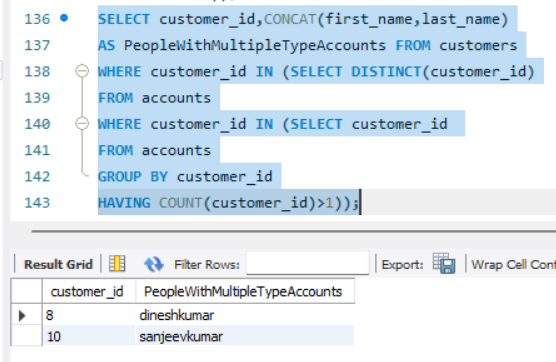 136 SELECT customer_id,CONCAT(first_name,last_name)
137 AS PeopleWithMultipleTypeAccounts FROM customers
138 WHERE customer_id IN (SELECT DISTINCT(customer_id)
139 FROM accounts
140 WHERE customer_id IN (SELECT customer_id
141 FROM accounts
142 GROUP BY customer_id
143 HAVING COUNT(customer_id)>1));
Result Grid Filter Rows: Export: Wrap Cell Cont
customer_id PeopleWithMultipleTypeAccounts
8 dineshkumar
10 sanjeevkumar